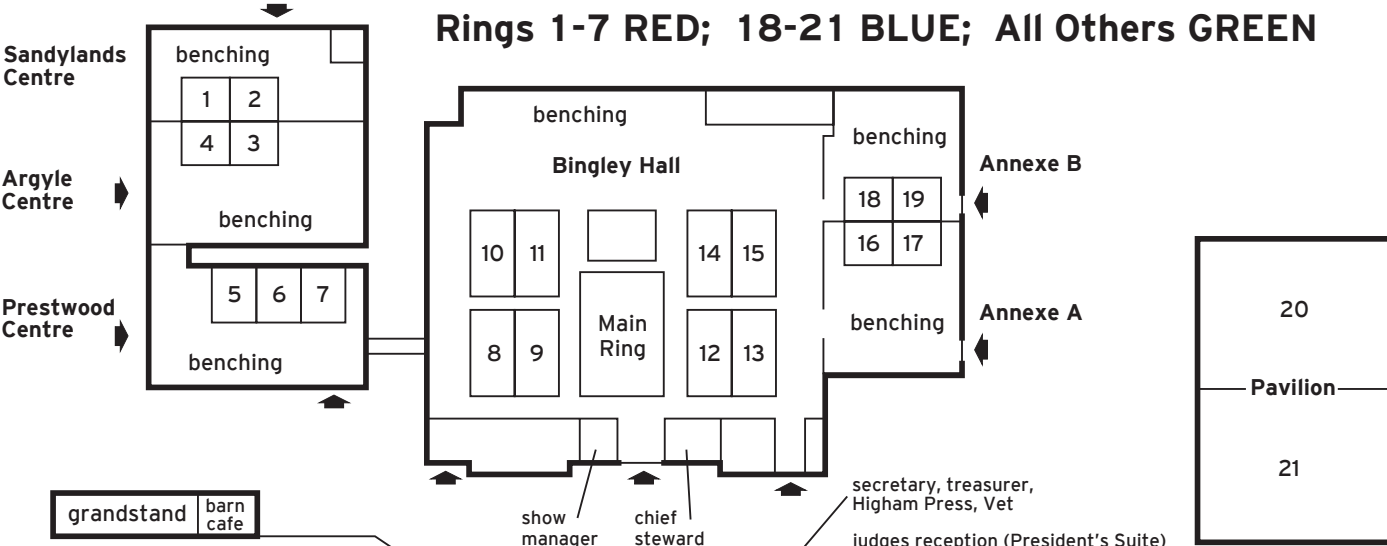 Rings 1-7 RED; 18-21 BLUE; All Others GREEN
Sandylands
Centre
benching
1 2
4 3
Argyle
Centre
benching
5 6 7
Prestwood
Centre
benching
benching
Bingley Hall
10 11
14 15
8 9
Main
Ring
12 13
benching
Annexe B
18 19
16 17
benching
Annexe A
20
Pavilion
21
grandstand
barn
cafe
show
manager
chief
steward
secretary, treasurer,
Higham Press, Vet
judges reception (President's Suite)